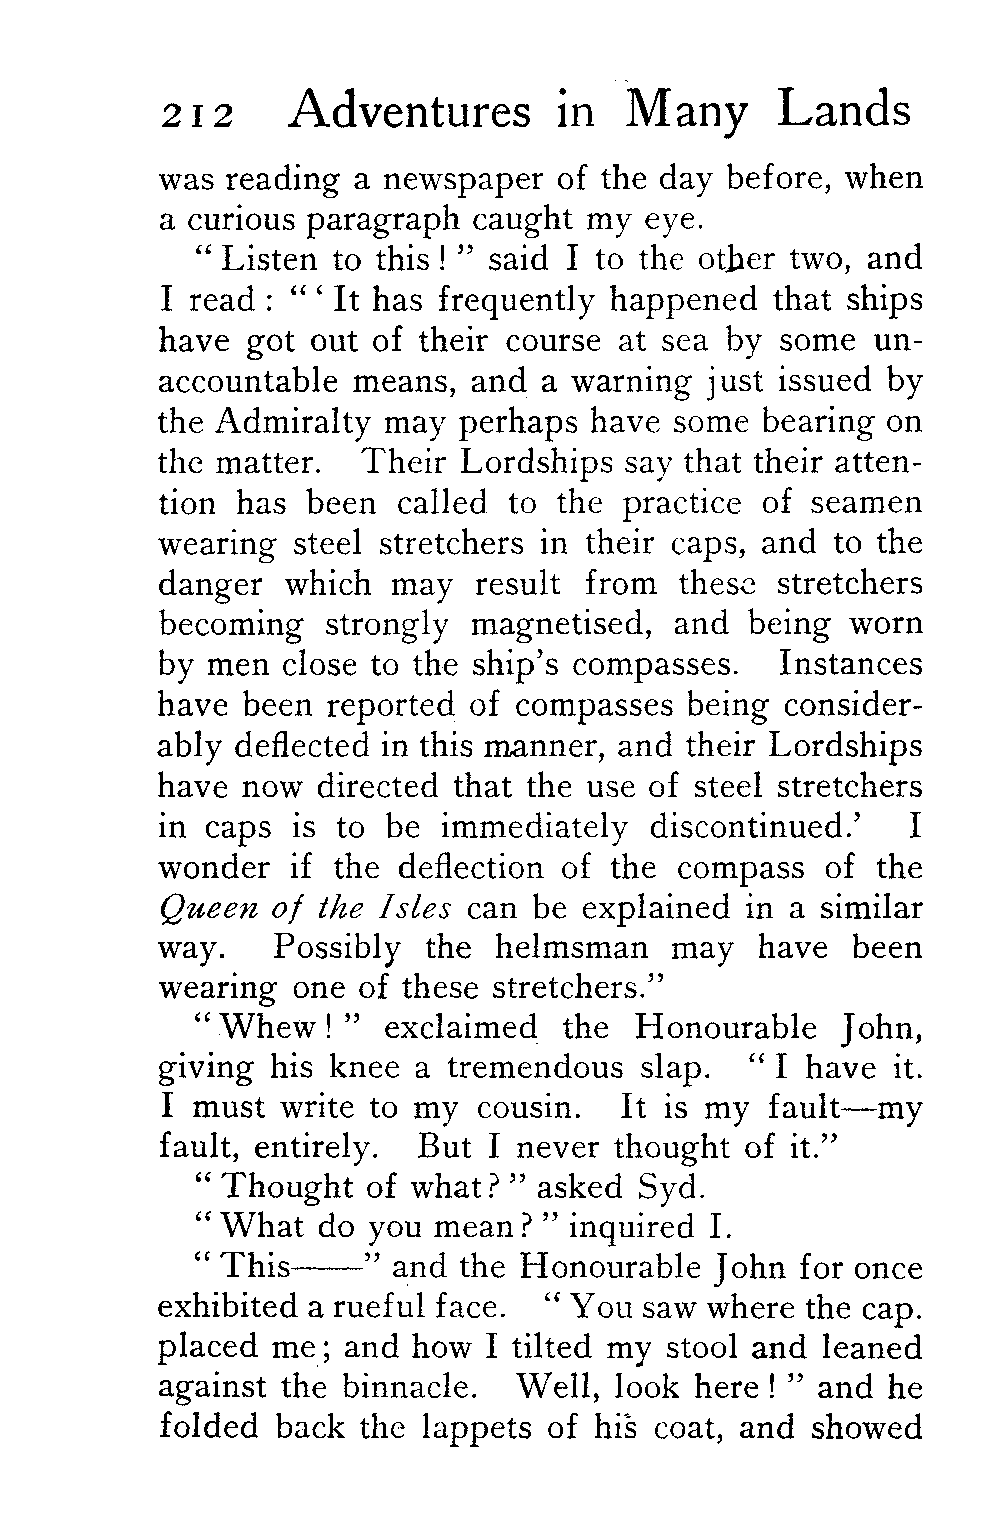 212 Adventures in Many Lands
was reading a newspaper of the day before, when
a curious paragraph caught my eye.
“ Listen to this ! ” said I to the other two, and
I read : “ ‘ It has frequently happened that ships
have got out of their course at sea by some un-
accountable means, and a warning just issued by
the Admiralty may perhaps have some bearing on
the matter. Their Lordships say that their atten-
tion has been called to the practice of seamen
wearing steel stretchers in their caps, and to the
danger which may result from these stretchers
becoming strongly magnetised, and being worn
by men close to the ship’s compasses. Instances
have been reported of compasses being consider-
ably deflected in this manner, and their Lordships
have now directed that the use of steel stretchers
in caps is to be immediately discontinued.’ I
wonder if the deflection of the compass of the
Queen of the Isles can be explained in a similar
way. Possibly the helmsman may have been
wearing one of these stretchers.”
“ Whew ! ” exclaimed the Honourable John,
giving his knee a tremendous slap. “ I have it.
I must write to my cousin. It is my fault—my
fault, entirely. But I never thought of it.”
“ Thought of what ? ” asked Syd.
“ What do you mean ? ” inquired I.
“ This——” and the Honourable John for once
exhibited a rueful face. “ You saw where the cap.
placed me ; and how I tilted my stool and leaned
against the binnacle. Well, look here ! ” and he
folded back the lappets of his coat, and showed